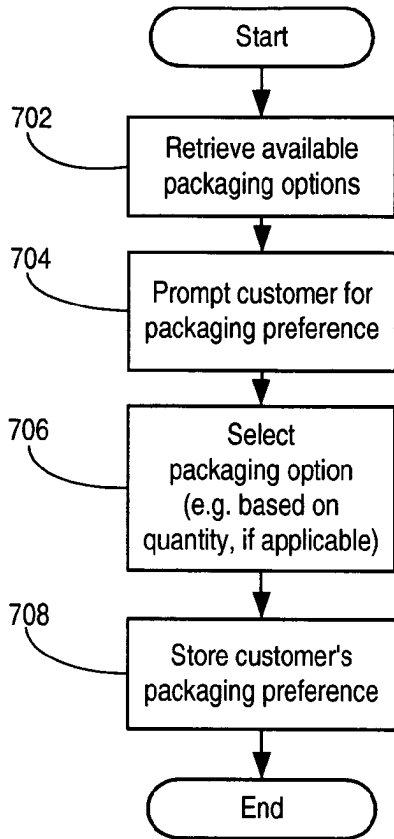 Start
702
Retrieve available
packaging options
704
Prompt customer for
packaging preference
706
Select
packaging option
(e.g. based on
quantity, if applicable)
708
Store customer's
packaging preference
End